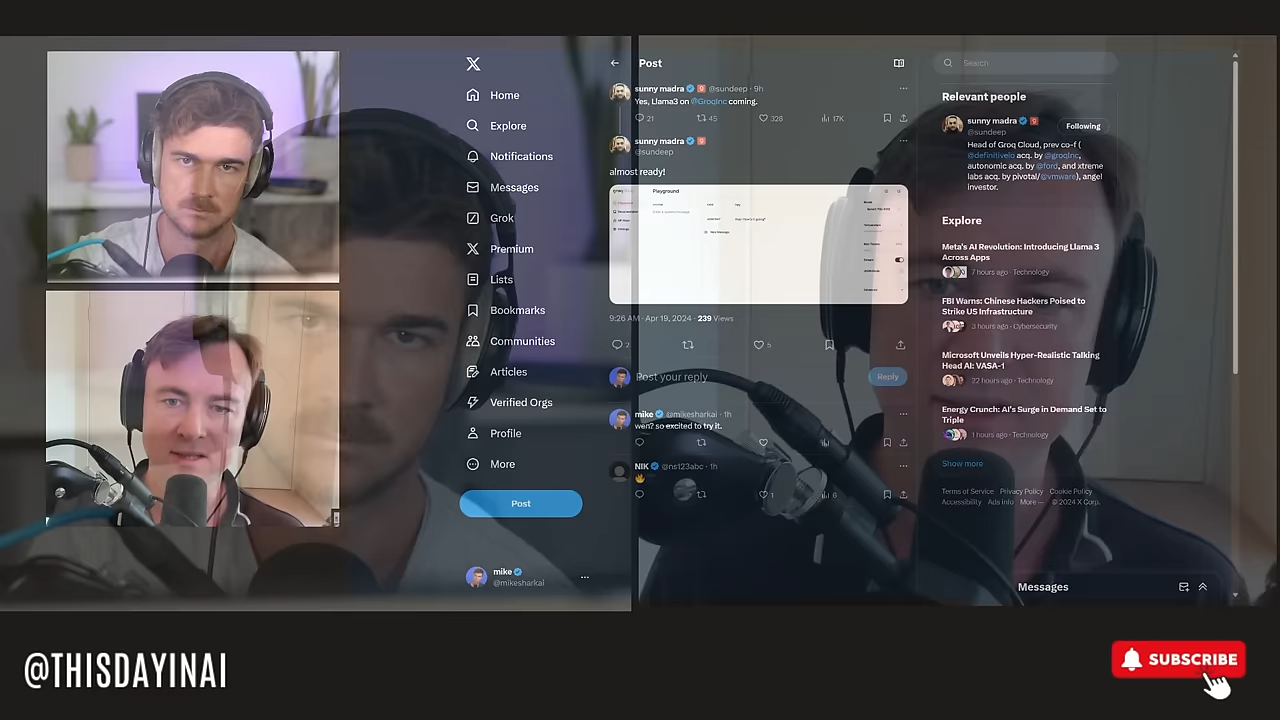 Home
Explore
Notifications
Messages
Grok
Premium
Lists
Bookmarks
Communities
Articles
Verified Orgs
Profile
More
Post
mike
@mikesharkai
Post
sunny madra @sundeep · 9h
Yes, Llama3 on @GroqInc coming.
21 45 328 17K
sunny madra
@sundeep
almost ready!
Playground
9:26 AM · Apr 19, 2024 · 239 Views
2 5
Post your reply
Reply
mike @mikesharkai · 1h
wen? so excited to try it.
NIK @ns123abc · 1h
1 6
Search
Relevant people
sunny madra
@sundeep
Following
Head of Groq Cloud, prev co-f (
@definitiveio acq. by @groqinc,
autonomic acq. by @ford, and xtreme
labs acq. by pivotal/@vmware), angel
investor.
Explore
Meta's AI Revolution: Introducing Llama 3
Across Apps
7 hours ago · Technology
FBI Warns: Chinese Hackers Poised to
Strike US Infrastructure
3 hours ago · Cybersecurity
Microsoft Unveils Hyper-Realistic Talking
Head AI: VASA-1
22 hours ago · Technology
Energy Crunch: AI's Surge in Demand Set to
Triple
1 hours ago · Technology
Show more
Terms of Service Privacy Policy Cookie Policy
Accessibility Ads info More ··· © 2024 X Corp.
Messages
@THISDAYINAI
SUBSCRIBE